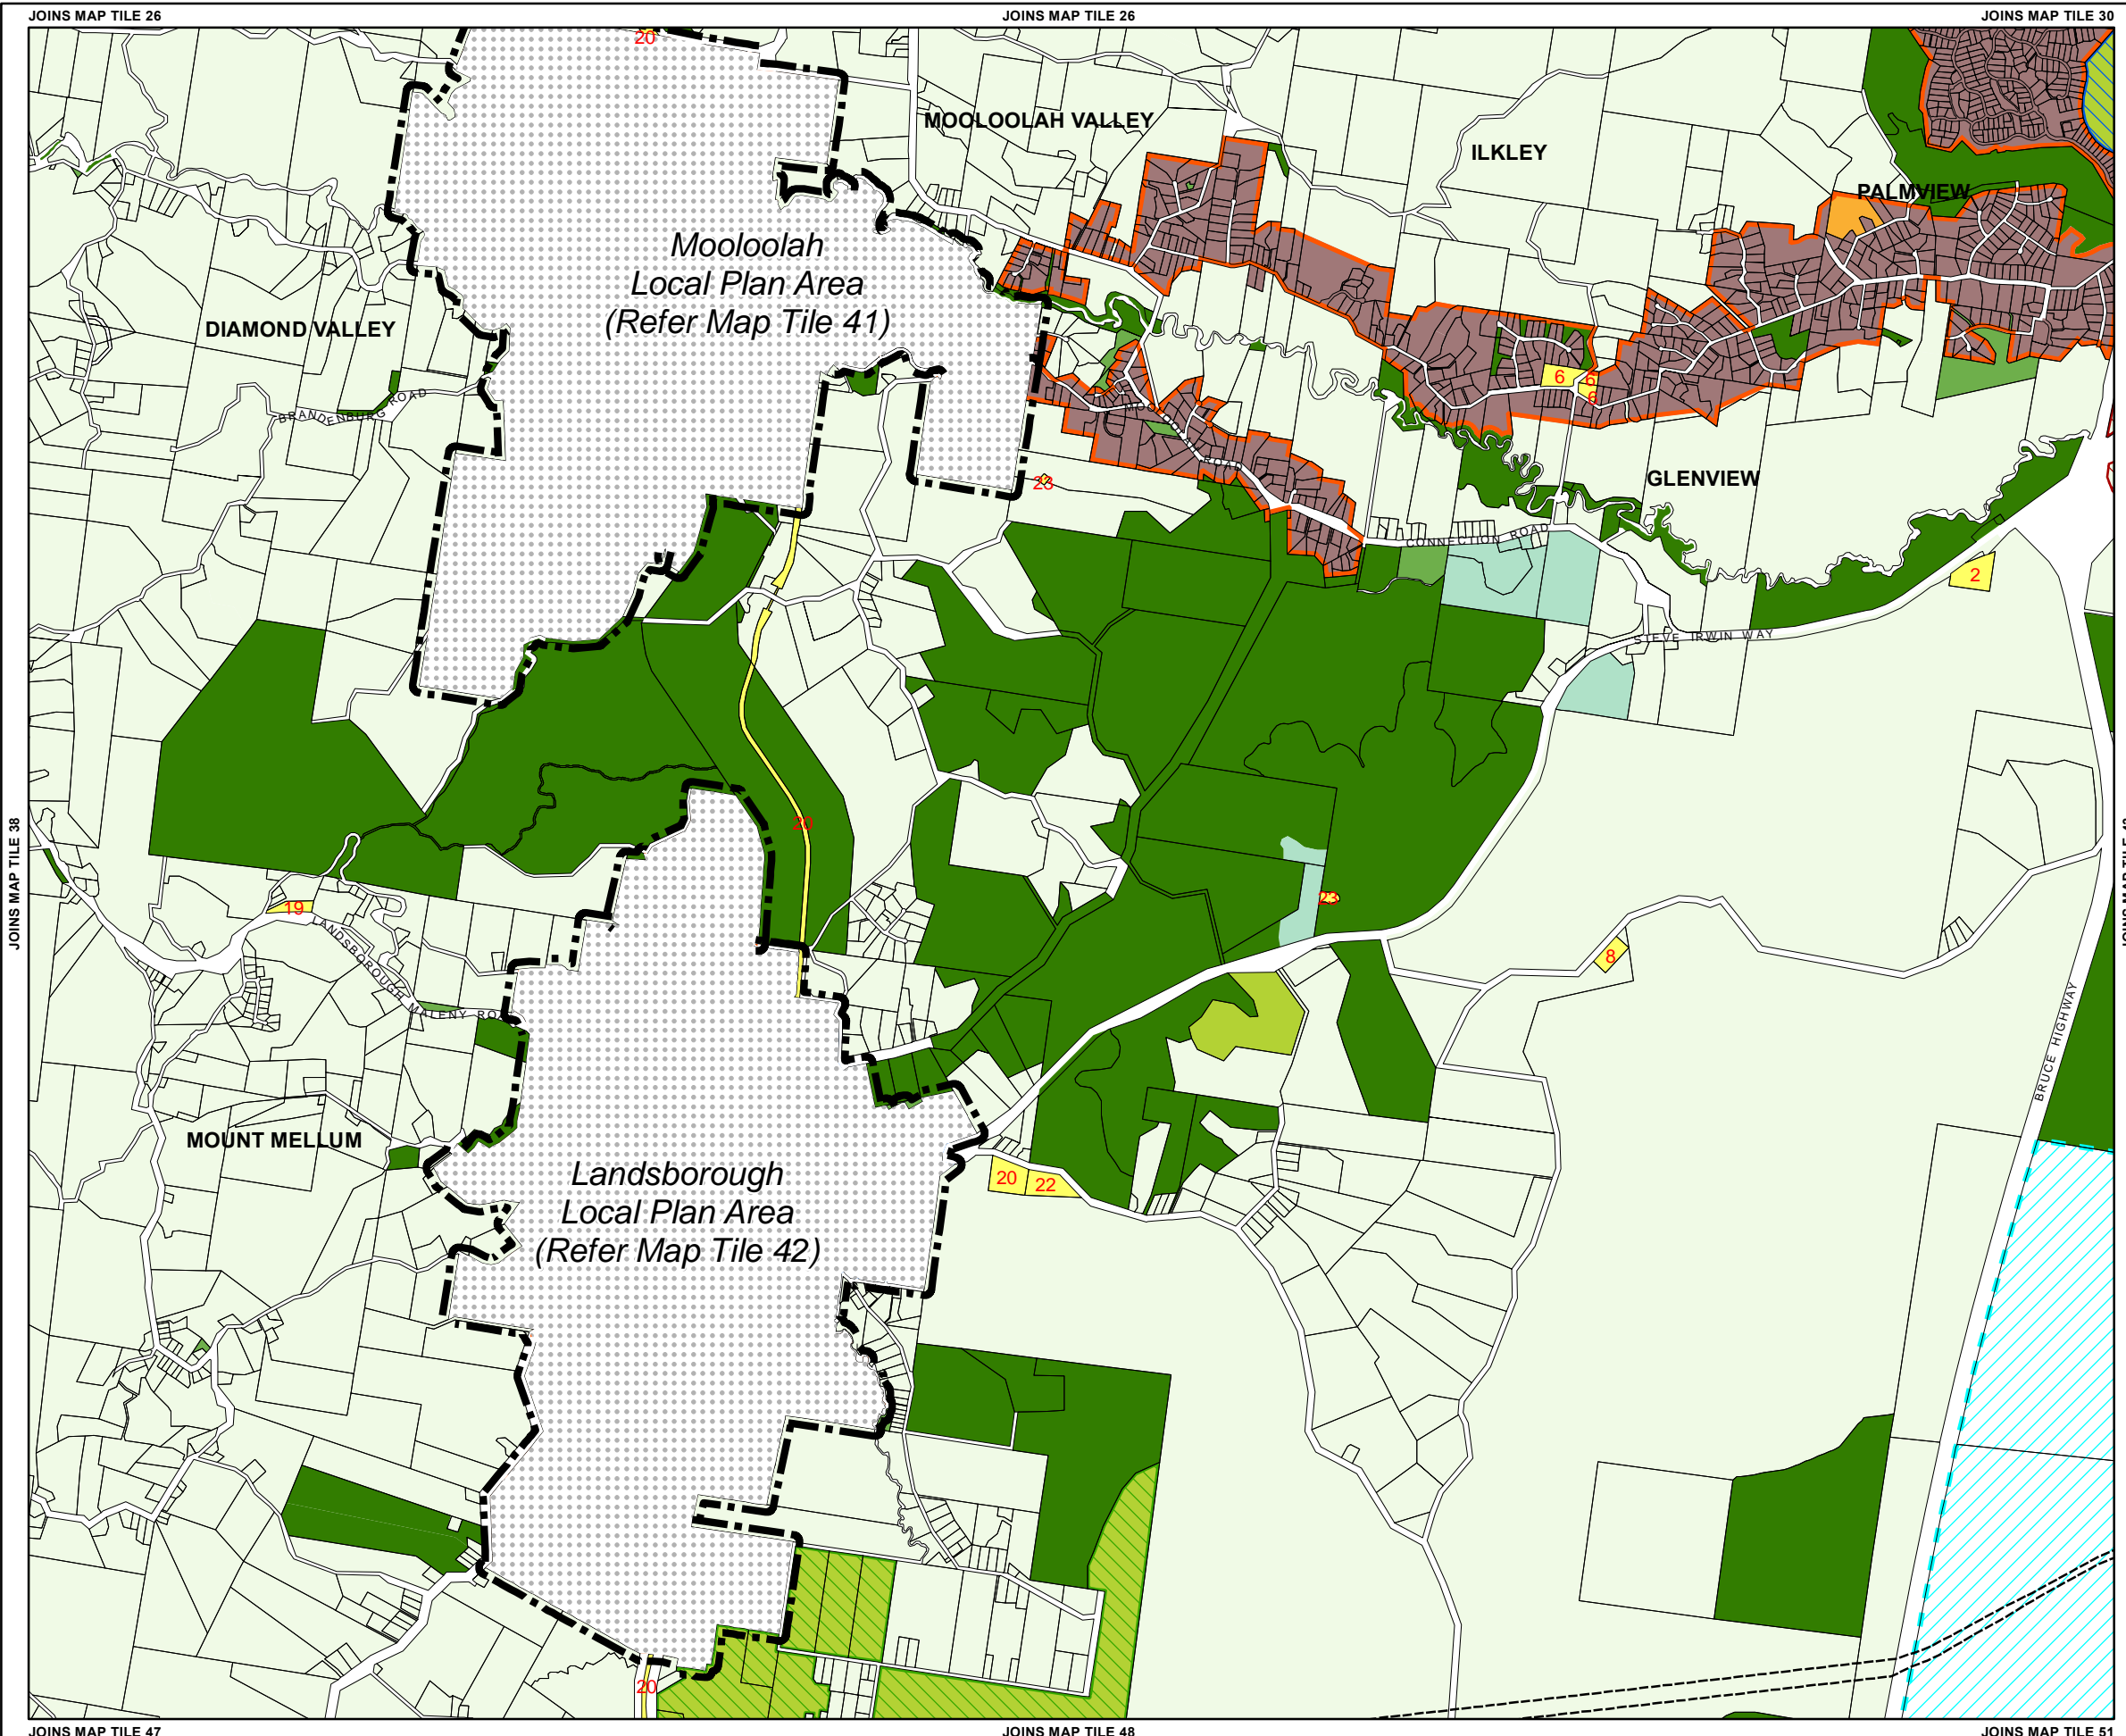 JOINS MAP TILE 26
JOINS MAP TILE 26
JOINS MAP TILE 30
20
MOOLOOLAH VALLEY
ILKLEY
PALMVIEW
Mooloolah
Local Plan Area
(Refer Map Tile 41)
DIAMOND VALLEY
BRANDENBURG ROAD
6
6
6
ROAD
23
GLENVIEW
CONNECTION ROAD
2
STEVE IRWIN WAY
20
JOINS MAP TILE 38
19
23
LANDSBOROUGH MALENY ROAD
8
BRUCE HIGHWAY
MOUNT MELLUM
Landsborough
Local Plan Area
(Refer Map Tile 42)
20
22
20
JOINS MAP TILE 47
JOINS MAP TILE 48
JOINS MAP TILE 51